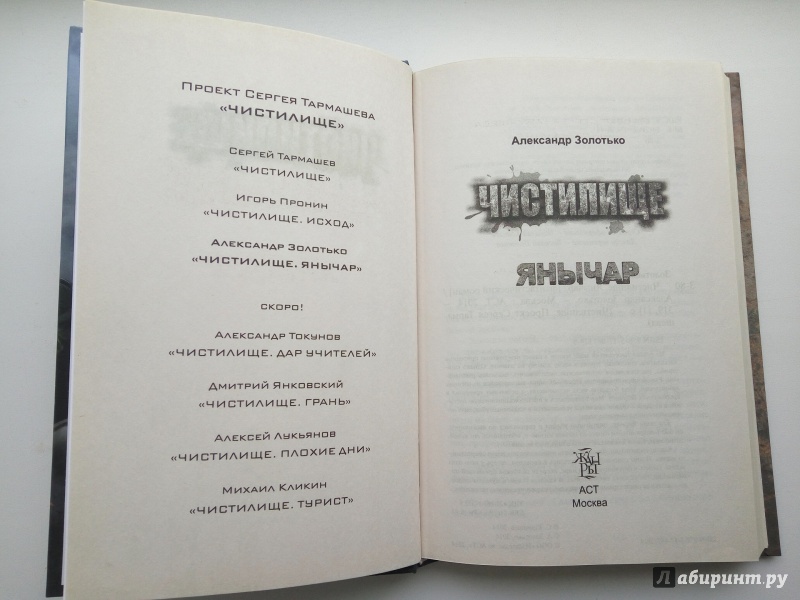 Проект Сергея Тармашева
«ЧИСТИЛИЩЕ»
Сергей Тармашев
«ЧИСТИЛИЩЕ»
Игорь Пронин
«ЧИСТИЛИЩЕ. ИСХОД»
Александр Золотько
«ЧИСТИЛИЩЕ. ЯНЫЧАР»
СКОРО!
Александр Токунов
«ЧИСТИЛИЩЕ. ДАР УЧИТЕЛЕЙ»
Дмитрий Янковский
«ЧИСТИЛИЩЕ. ГРАНЬ»
Алексей Лукьянов
«ЧИСТИЛИЩЕ. ПЛОХИЕ ДНИ»
Михаил Кликин
«ЧИСТИЛИЩЕ. ТУРИСТ»
Александр Золотько
ЧИСТИЛИЩЕ
ЯНЫЧАР
ЖАНРЫ
АСТ
Москва
Лабиринт.ру